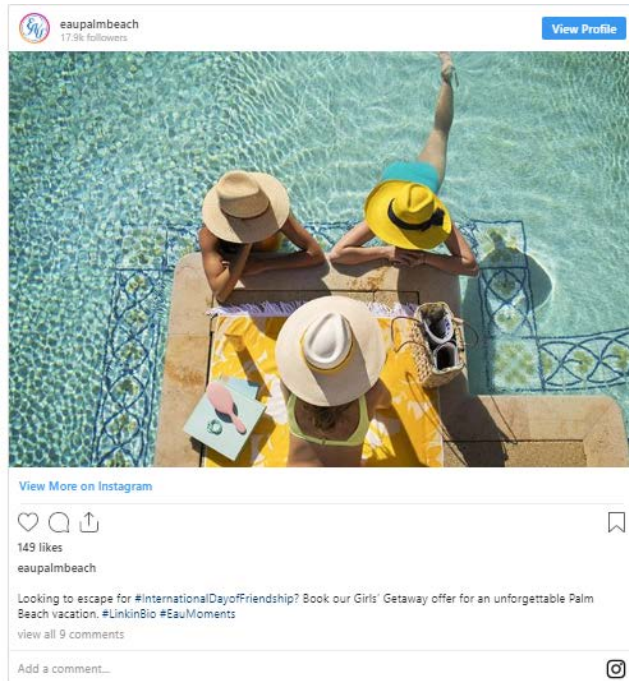 eaupalmbeach
17.9k followers
View Profile
View More on Instagram
149 likes
eaupalmbeach
Looking to escape for #InternationalDayofFriendship? Book our Girls' Getaway offer for an unforgettable Palm
Beach vacation. #LinkinBio #EauMoments
view all 9 comments
Add a comment...